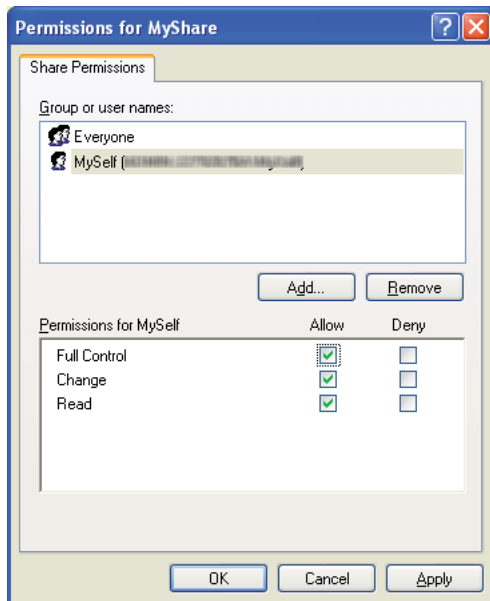 Permissions for MyShare
Share Permissions
Group or user names:
Everyone
MySelf (
Add... Remove
Permissions for MySelf Allow Deny
Full Control
Change
Read
OK Cancel Apply